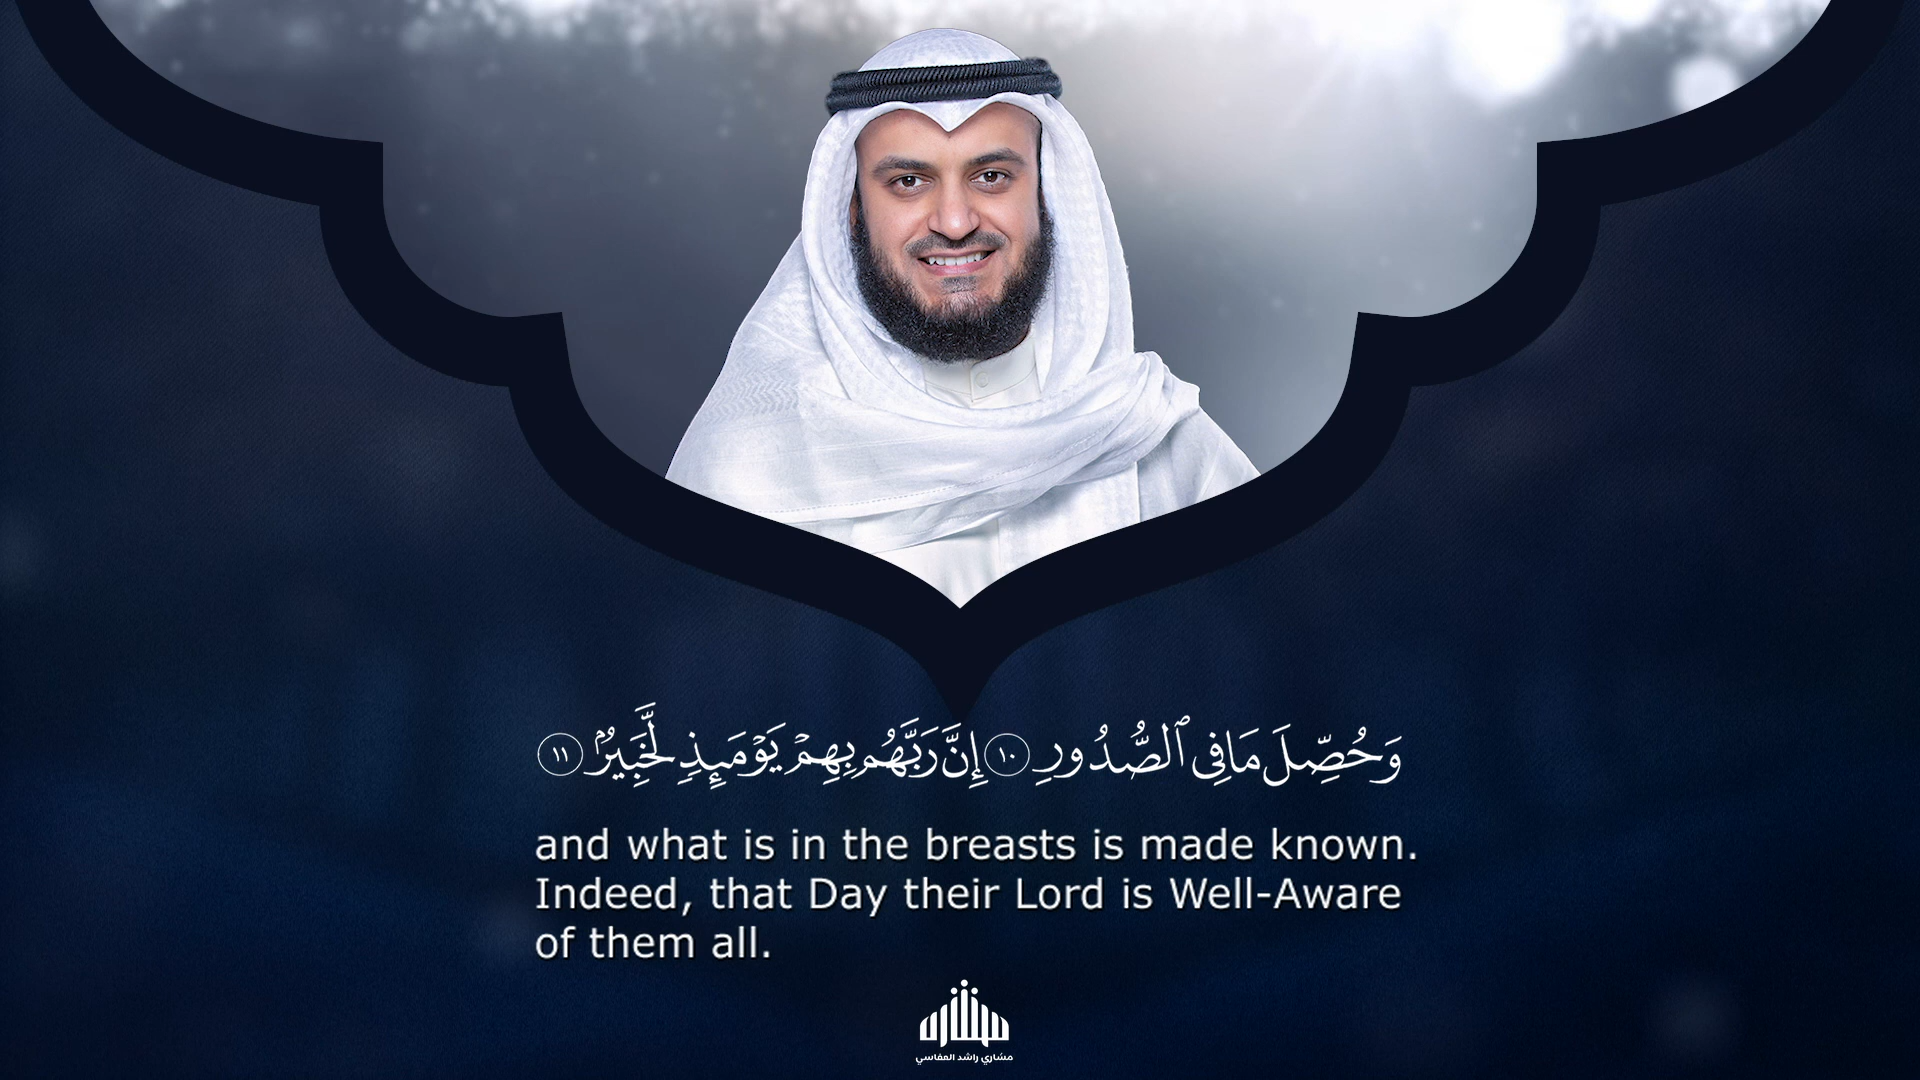 وَحُصِّلَ مَا فِى ٱلصُّدُورِ ١٠ إِنَّ رَبَّهُم بِهِمْ يَوْمَئِذٍ لَّخَبِيرٌۢ ١١
and what is in the breasts is made known.
Indeed, that Day their Lord is Well-Aware
of them all.
مشاري
مشاري راشد العفاسي